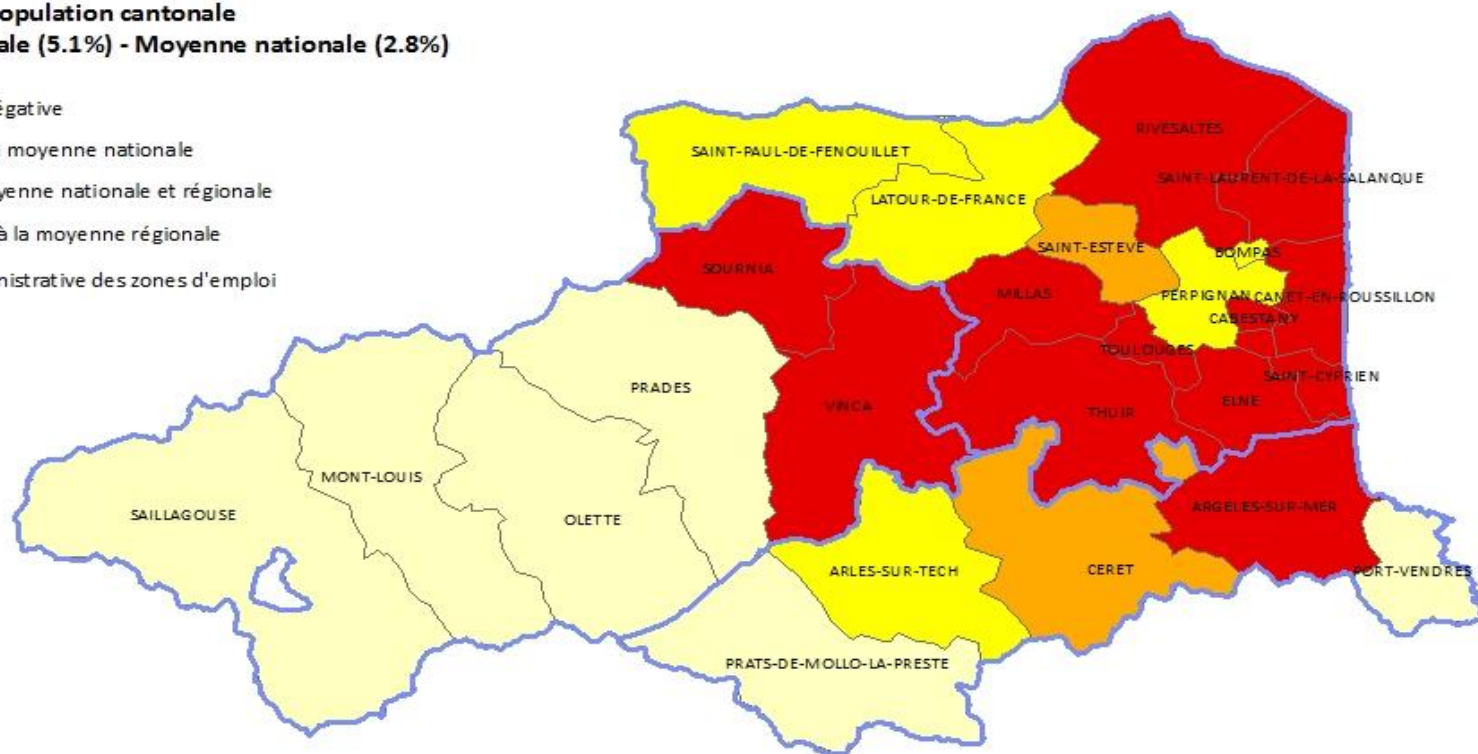 opulation cantonale
ale (5.1%) - Moyenne nationale (2.8%)
égative
moyenne nationale
yenne nationale et régionale
à la moyenne régionale
nistrative des zones d'emploi
RIVESALTES
SAINT-PAUL-DE-FENOUILLET
SAINT-LAURENT-DE-LA-SALANQUE
LATOUR-DE-FRANCE
SAINT-ESTEVE
BOMPAS
SOURNIA
MILLAS
PERPIGNAN
CANET-EN-ROUSSILLON
CABESTANY
TOULOUGES
SAINT-CYPRIEN
PRADES
VINCA
THUIR
ELNE
MONT-LOUIS
SAILLAGOUSE
OLETTE
ARGELES-SUR-MER
ARLES-SUR-TECH
CERET
PORT-VENDRES
PRATS-DE-MOLLO-LA-PRESTE